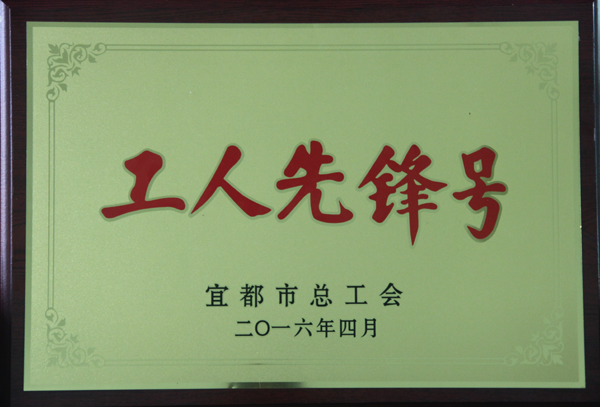 工人先锋号
宜都市总工会
二〇一六年四月